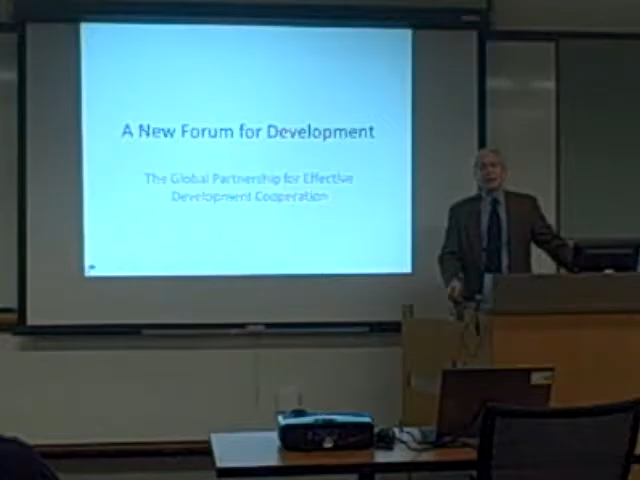 A New Forum for Development
The Global Partnership for Effective
Development Cooperation